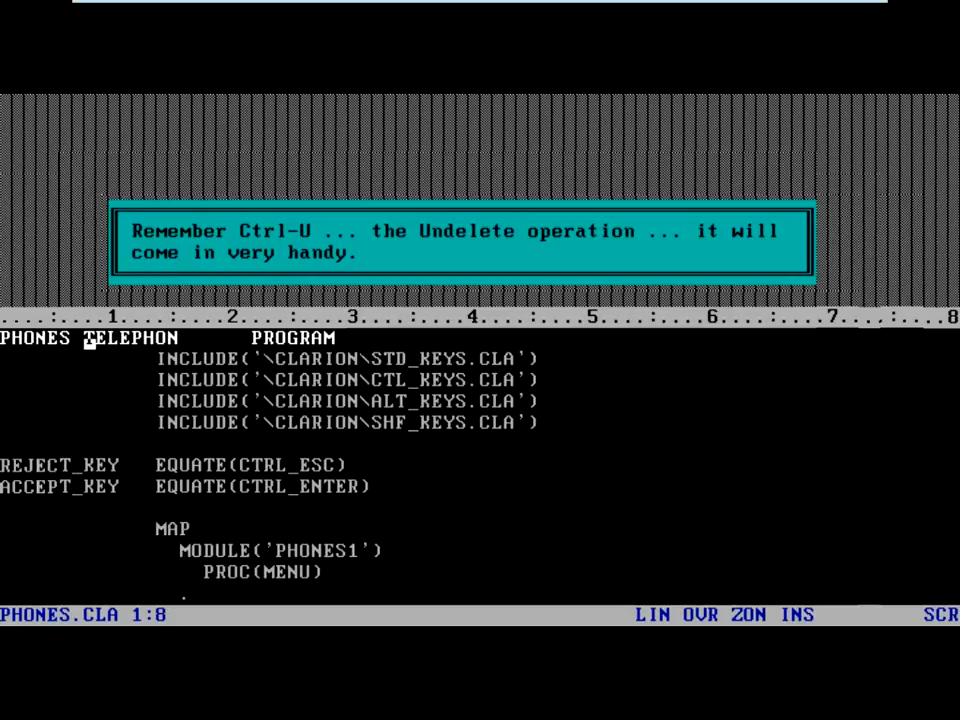 Remember Ctrl-U ... the Undelete operation ... it will
come in very handy.
....:....1....:....2....:....3....:....4....:....5....:....6....:....7....:....8
PHONES TELEPHON      PROGRAM
INCLUDE('\CLARION\STD_KEYS.CLA')
INCLUDE('\CLARION\CTL_KEYS.CLA')
INCLUDE('\CLARION\ALT_KEYS.CLA')
INCLUDE('\CLARION\SHF_KEYS.CLA')
REJECT_KEY   EQUATE(CTRL_ESC)
ACCEPT_KEY   EQUATE(CTRL_ENTER)
MAP
MODULE('PHONES1')
PROC(MENU)
.
PHONES.CLA 1:8 LIN OVR ZON INS SCR